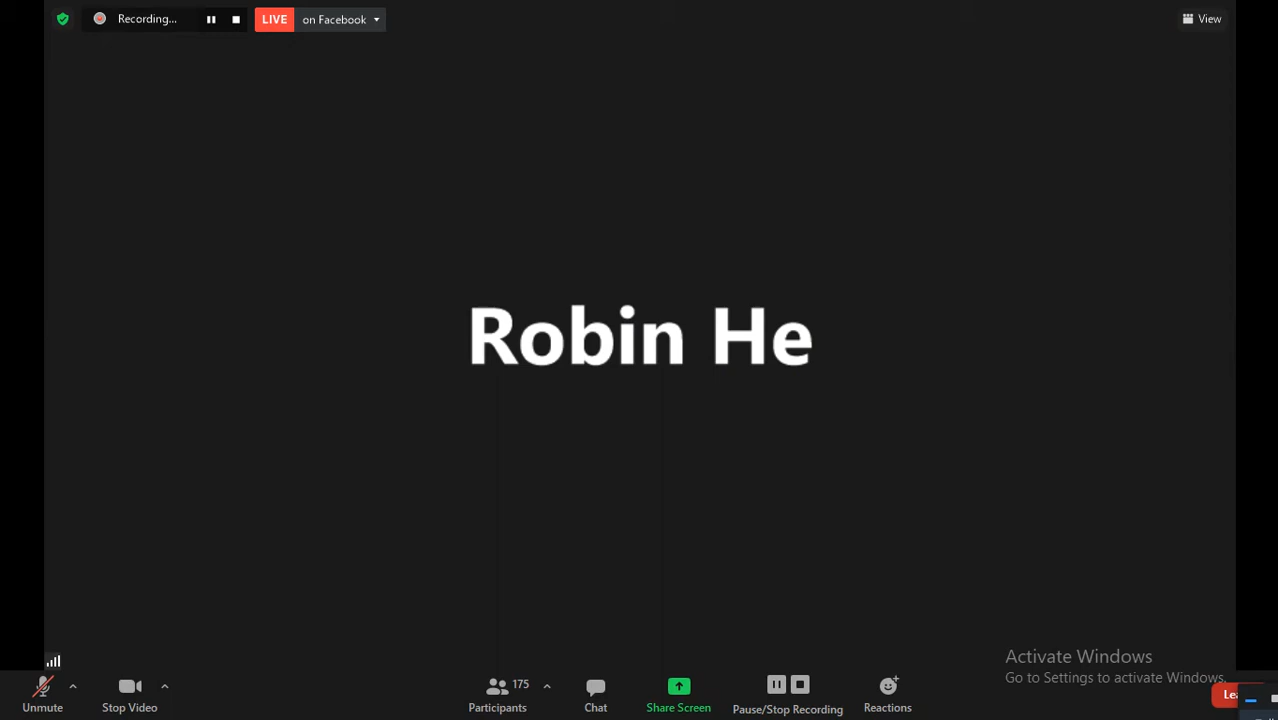 Recording...
LIVE on Facebook
View
Robin He
Activate Windows
Go to Settings to activate Windows.
175
Unmute
Stop Video
Participants
Chat
Share Screen
Pause/Stop Recording
Reactions